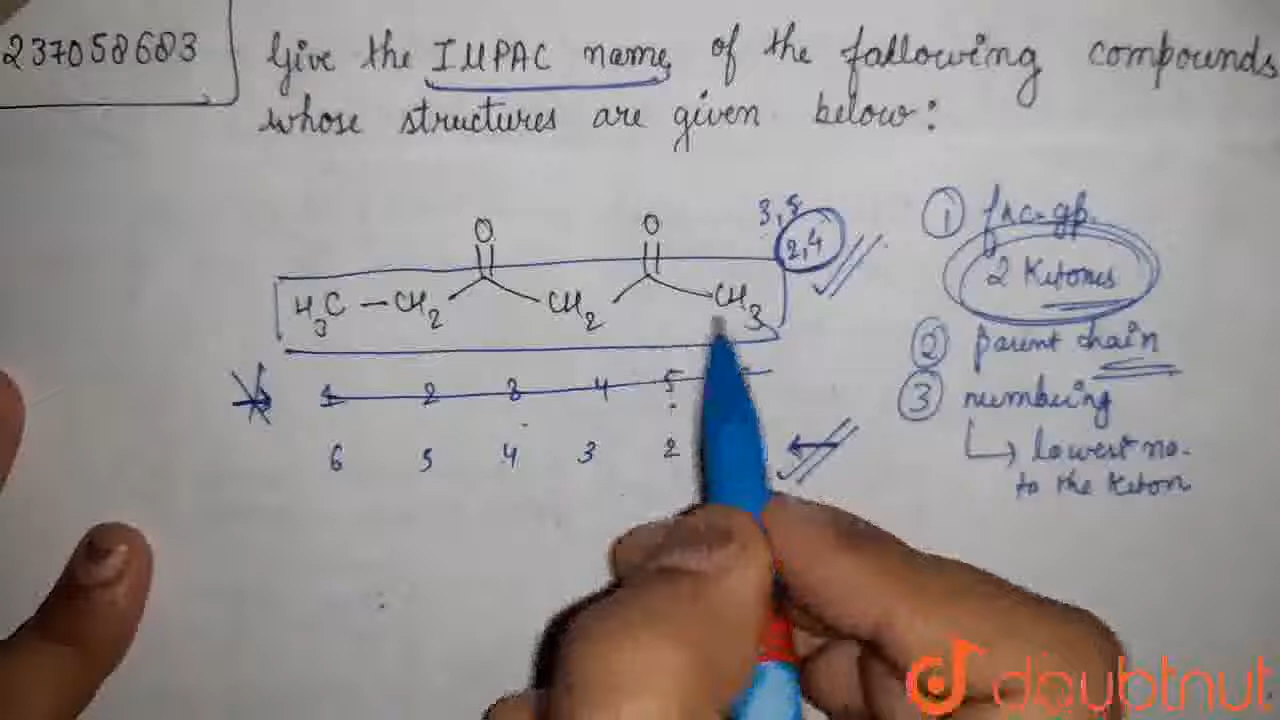 237058683
Give the IUPAC name of the following compounds
whose structures are given below:
O O
H3C - CH2 CH2 CH3
3,5
2,4
1 2 3 4 5
6 5 4 3 2
① fxc. gp.
2 Ketones
② parent chain
③ numbering
↳ lowest no.
to the keton
doubtnut